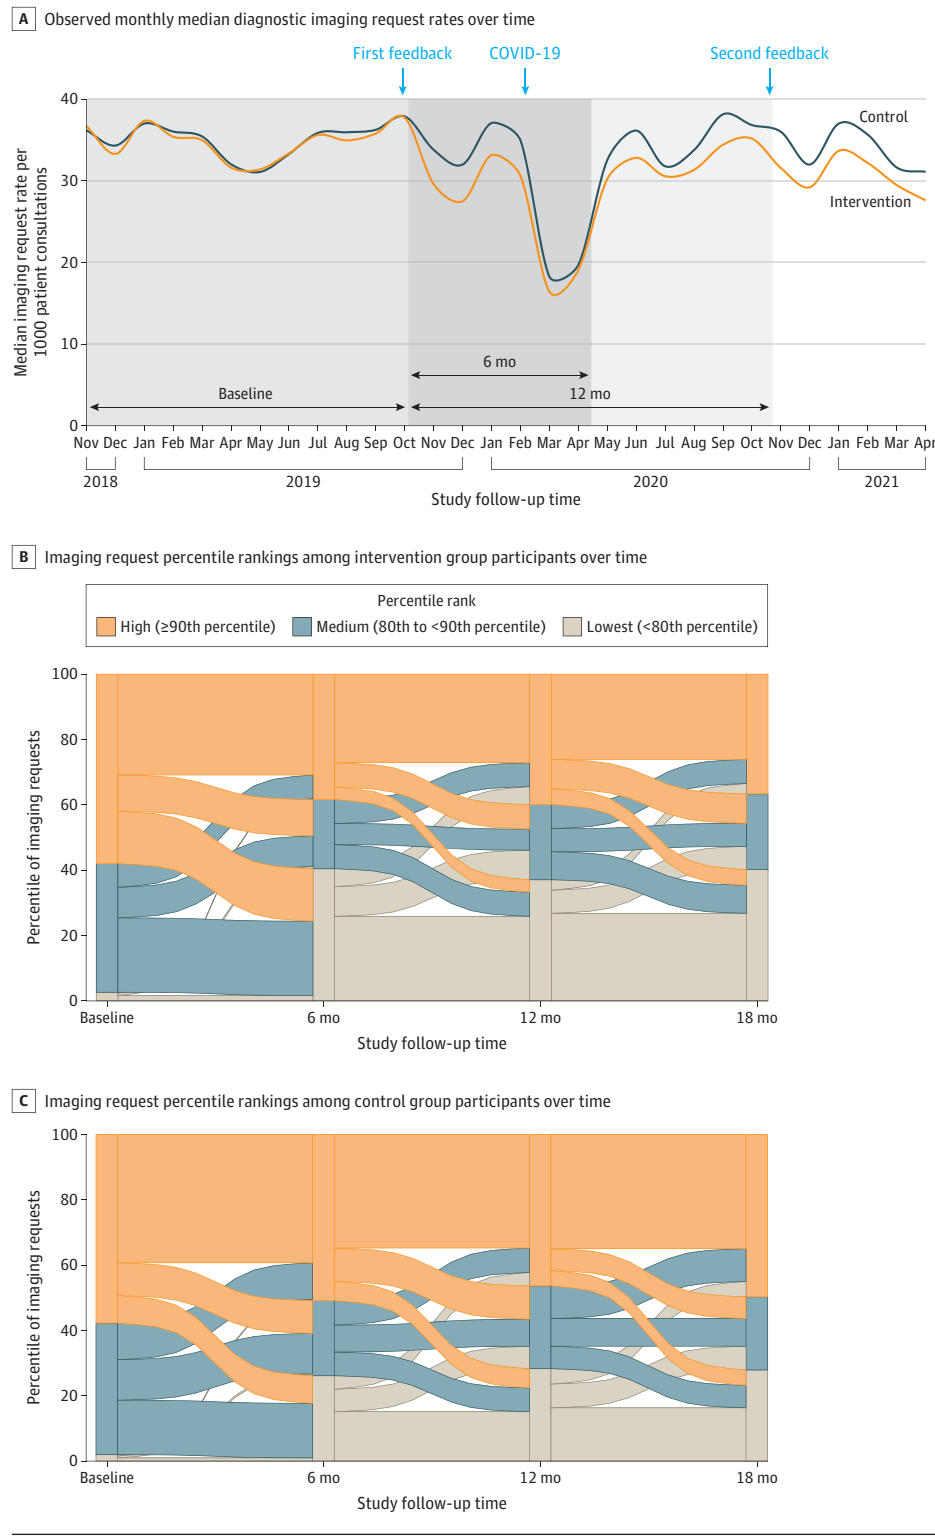 A Observed monthly median diagnostic imaging request rates over time
First feedback COVID-19 Second feedback
Median imaging request rate per
1000 patient consultations
40
30
20
10
0
Control
Intervention
6 mo
Baseline
12 mo
Nov Dec Jan Feb Mar Apr May Jun Jul Aug Sep Oct Nov Dec Jan Feb Mar Apr May Jun Jul Aug Sep Oct Nov Dec Jan Feb Mar Apr
2018 2019 2020 2021
Study follow-up time
B Imaging request percentile rankings among intervention group participants over time
Percentile rank
High (≥90th percentile) Medium (80th to <90th percentile) Lowest (<80th percentile)
Percentile of imaging requests
100
80
60
40
20
0
Baseline 6 mo 12 mo 18 mo
Study follow-up time
C Imaging request percentile rankings among control group participants over time
Percentile of imaging requests
100
80
60
40
20
0
Baseline 6 mo 12 mo 18 mo
Study follow-up time